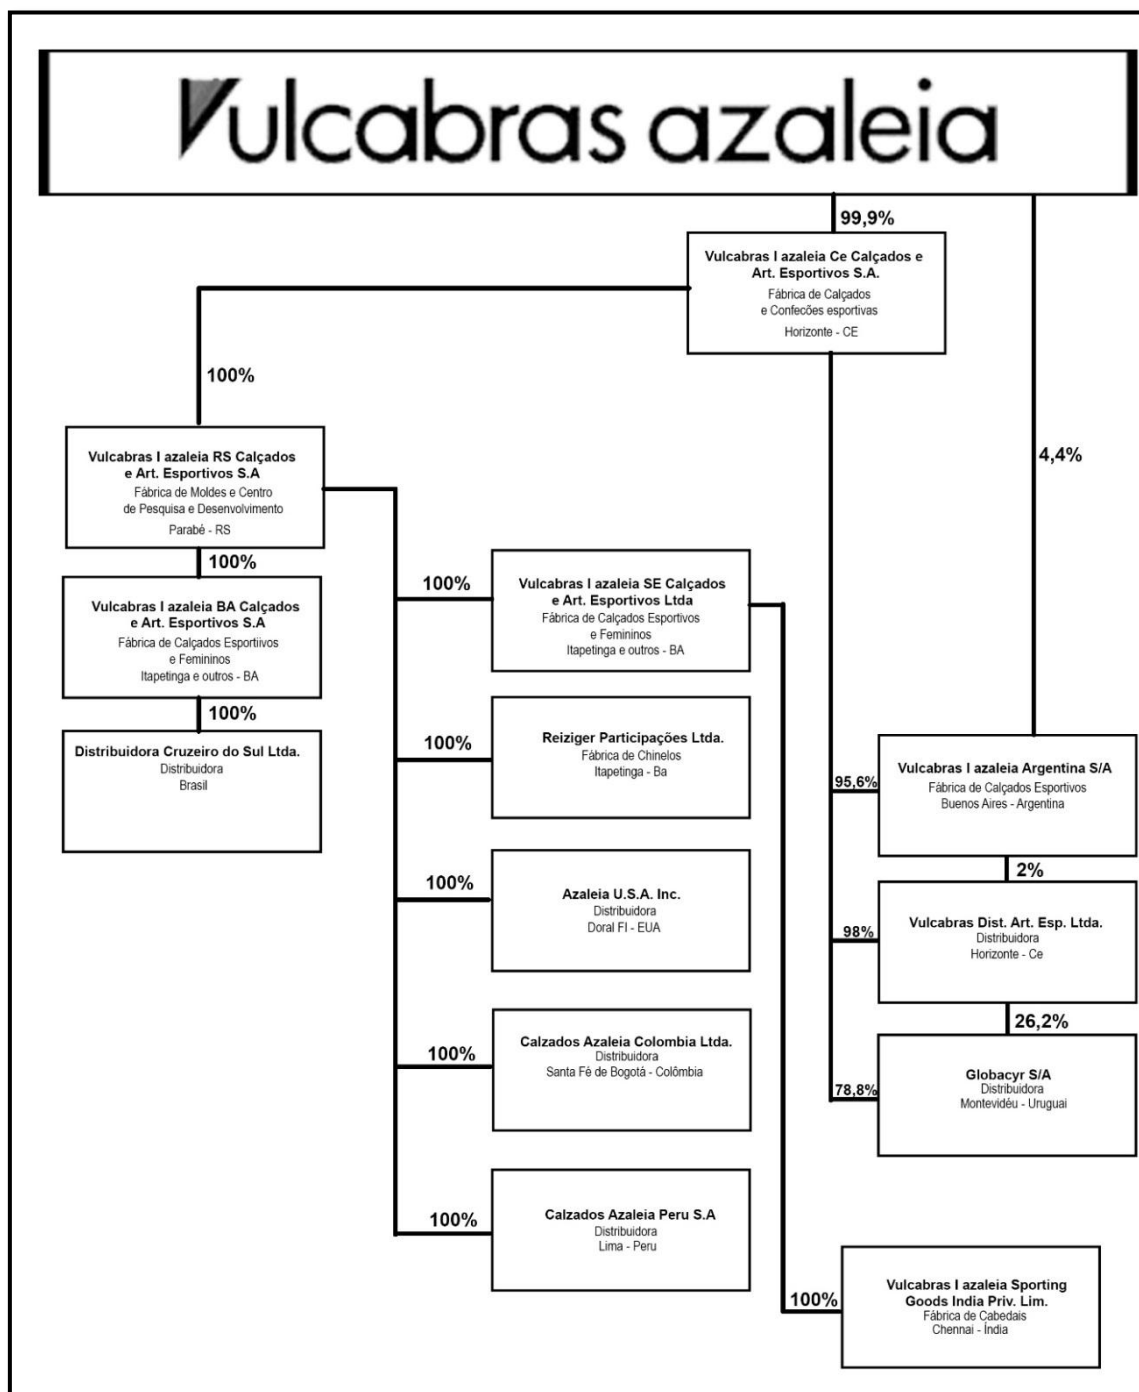 Vulcabras azaleia
99,9%
Vulcabras I azaleia Ce Calçados e
Art. Esportivos S.A.
Fábrica de Calçados
e Confecões esportivas
Horizonte - CE
100%
4,4%
Vulcabras I azaleia RS Calçados
e Art. Esportivos S.A
Fábrica de Moldes e Centro
de Pesquisa e Desenvolvimento
Parabé - RS
100%
Vulcabras I azaleia BA Calçados
e Art. Esportivos S.A
Fábrica de Calçados Esportiivos
e Femininos
Itapetinga e outros - BA
100%
Distribuidora Cruzeiro do Sul Ltda.
Distribuidora
Brasil
100%
Vulcabras I azaleia SE Calçados
e Art. Esportivos Ltda
Fábrica de Calçados Esportivos
e Femininos
Itapetinga e outros - BA
100%
Reiziger Participações Ltda.
Fábrica de Chinelos
Itapetinga - Ba
100%
Azaleia U.S.A. Inc.
Distribuidora
Doral Fl - EUA
100%
Calzados Azaleia Colombia Ltda.
Distribuidora
Santa Fè de Bogotá - Colômbia
100%
Calzados Azaleia Peru S.A
Distribuidora
Lima - Peru
95,6%
Vulcabras I azaleia Argentina S/A
Fábrica de Calçados Esportivos
Buenos Aires - Argentina
2%
98%
Vulcabras Dist. Art. Esp. Ltda.
Distribuidora
Horizonte - Ce
26,2%
78,8%
Globacyr S/A
Distribuidora
Montevidéu - Uruguai
100%
Vulcabras I azaleia Sporting
Goods India Priv. Lim.
Fábrica de Cabedais
Chennai - Índia